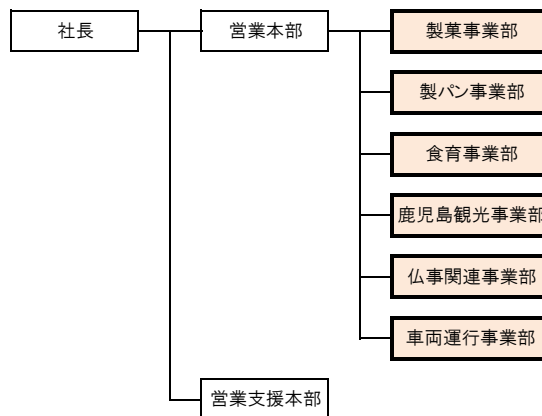 社長
営業本部
製菓事業部
製パン事業部
食育事業部
鹿児島観光事業部
仏事関連事業部
車両運行事業部
営業支援本部